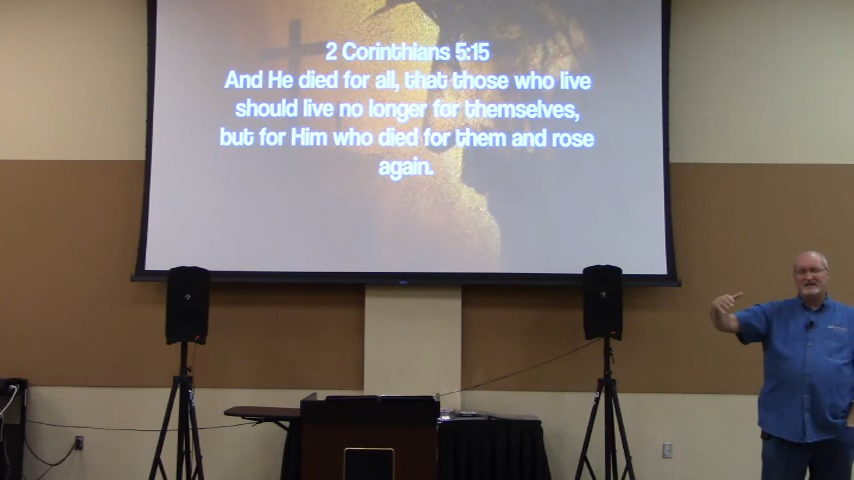 2 Corinthians 5:15
And He died for all, that those who live
should live no longer for themselves,
but for Him who died for them and rose
again.